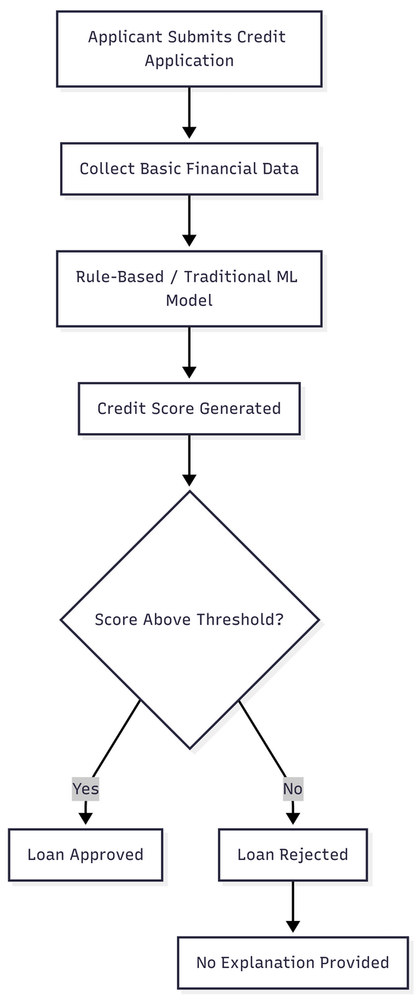 Applicant Submits Credit
Application
Collect Basic Financial Data
Rule-Based / Traditional ML
Model
Credit Score Generated
Score Above Threshold?
Yes
No
Loan Approved
Loan Rejected
No Explanation Provided